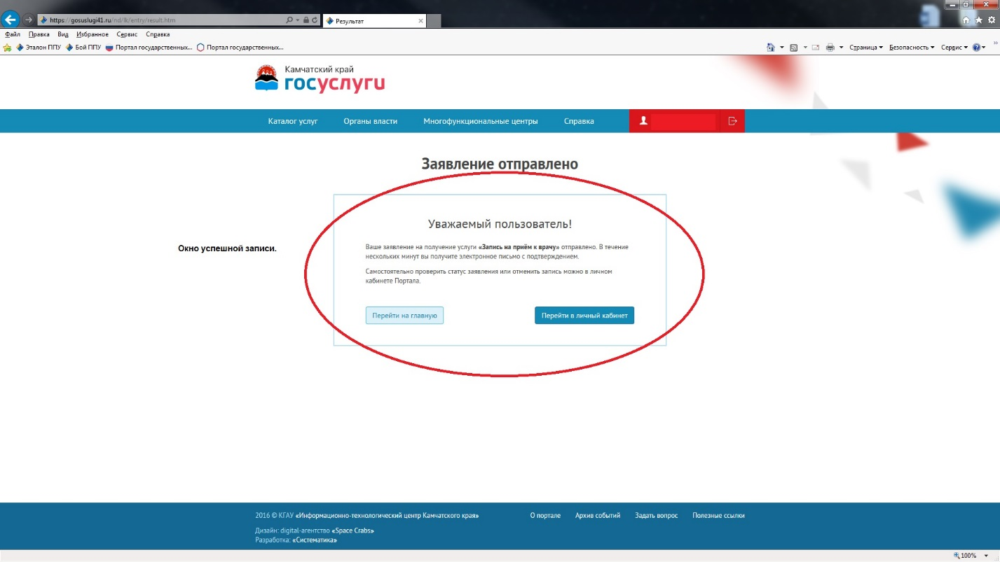 https://gosuslugi41.ru/nd/lk/entry/result.htm
Результат
Файл Правка Вид Избранное Сервис Справка
Эталон ППУ Бой ППУ Портал государственных... Портал государственных...
Страница Безопасность Сервис
Камчатский край
госуслуги
Каталог услуг Органы власти Многофункциональные центры Справка
Заявление отправлено
Уважаемый пользователь!
Окно успешной записи.
Ваше заявление на получение услуги «Запись на приём к врачу» отправлено. В течение
нескольких минут вы получите электронное письмо с подтверждением.
Самостоятельно проверить статус заявления или отменить запись можно в личном
кабинете Портала.
Перейти на главную Перейти в личный кабинет
2016 © КГАУ «Информационно-технологический центр Камчатского края» О портале Архив событий Задать вопрос Полезные ссылки
Дизайн: digital-агентство «Space Crabs»
Разработка: «Систематика»
100%